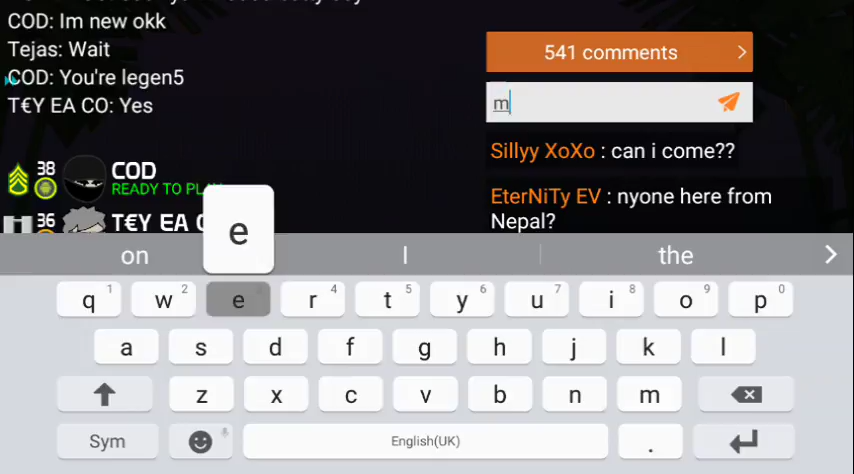 COD: Im new okk
Tejas: Wait
COD: You're legen5
T€Y EA CO: Yes
541 comments
m
Sillyy XoXo : can i come??
EterNiTy EV : nyone here from
Nepal?
38 COD
READY TO PLAY
36 T€Y EA C
e
on I the
q 1 w 2 e r 4 t 5 y 6 u 7 i 8 o 9 p 0
a s d f g h j k l
z x c v b n m
Sym English(UK) .